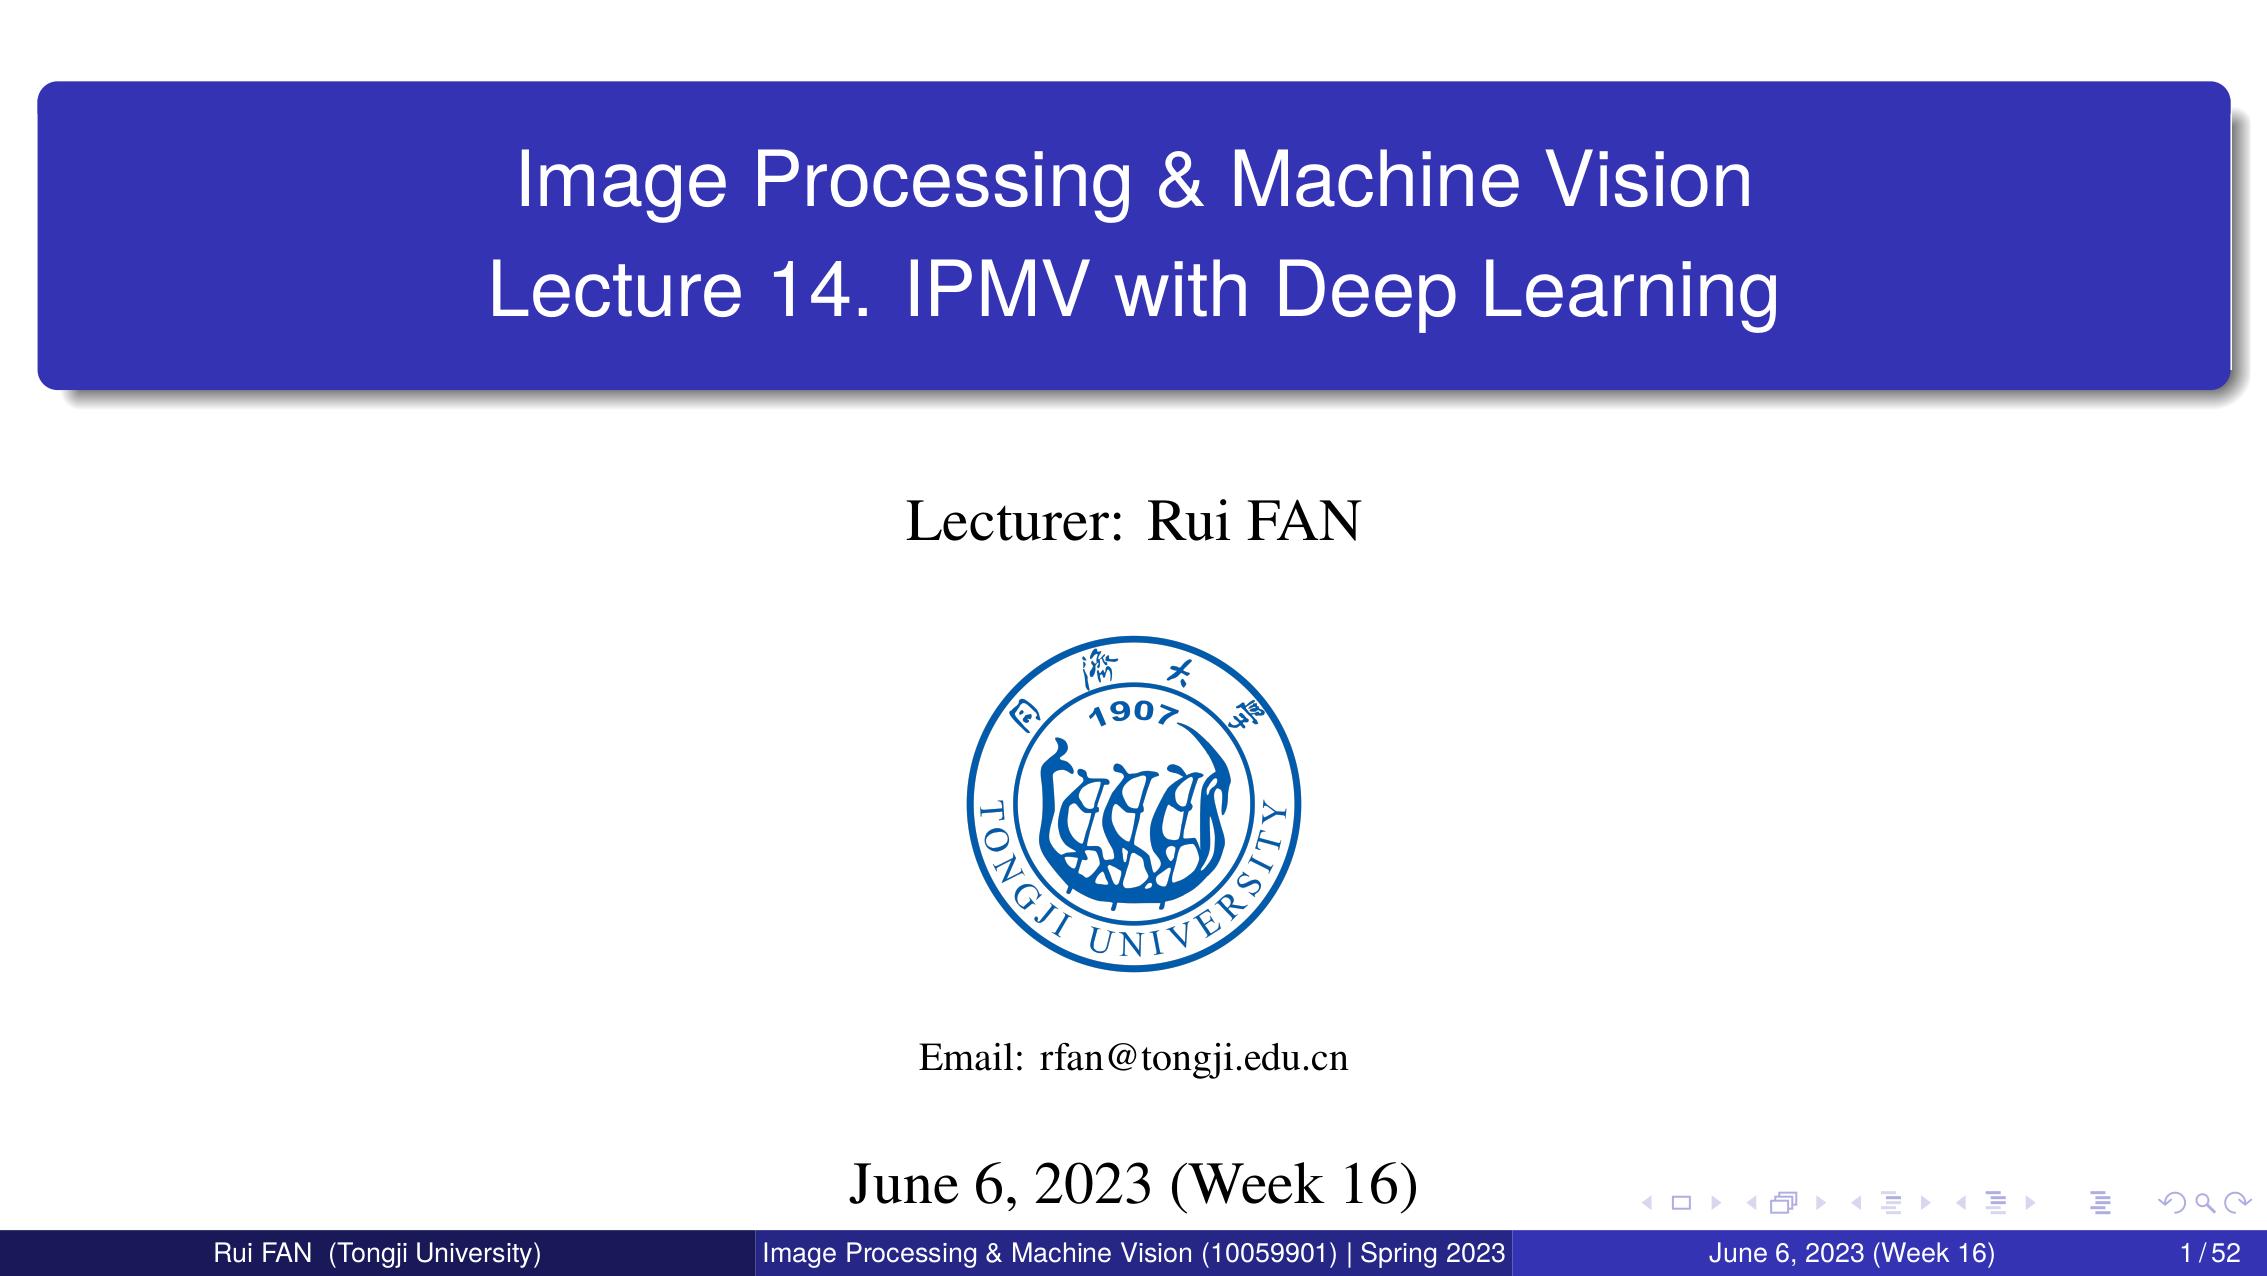 Image Processing & Machine Vision
Lecture 14. IPMV with Deep Learning
Lecturer: Rui FAN
同濟大學
1907
TONGJI UNIVERSITY
Email: rfan@tongji.edu.cn
June 6, 2023 (Week 16)
Rui FAN (Tongji University)
Image Processing & Machine Vision (10059901) | Spring 2023
June 6, 2023 (Week 16)
1 / 52